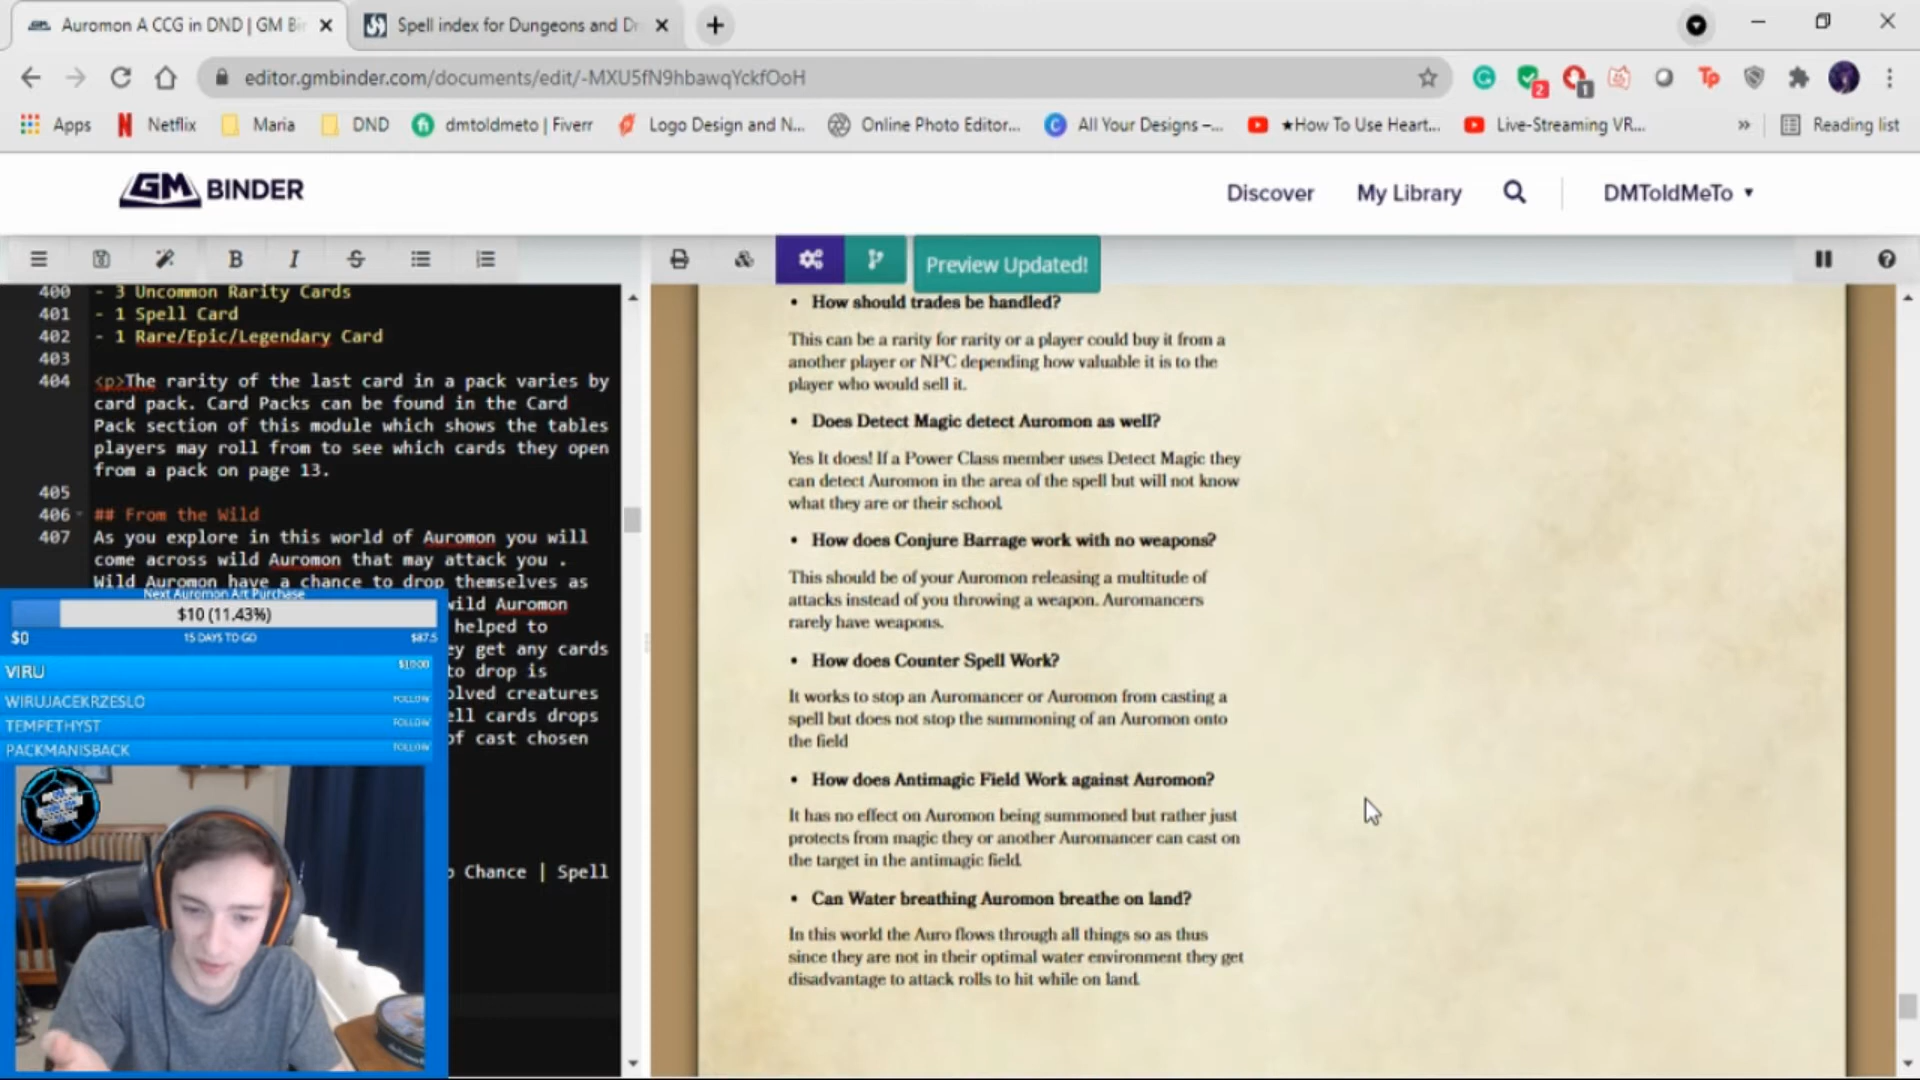 Auromon A CCG in DND | GM Bi
Spell index for Dungeons and Dr
editor.gmbinder.com/documents/edit/-MXU5fN9hbawqYckfOoH
2
1
Apps
Netflix
Maria
DND
dmtoldmeto | Fiverr
Logo Design and N...
Online Photo Editor...
All Your Designs –...
★How To Use Heart...
Live-Streaming VR...
»
Reading list
GM BINDER
Discover
My Library
DMToldMeTo
B I S
Preview Updated!
400 - 3 Uncommon Rarity Cards
401 - 1 Spell Card
402 - 1 Rare/Epic/Legendary Card
403
404 <p>The rarity of the last card in a pack varies by
card pack. Card Packs can be found in the Card
Pack section of this module which shows the tables
players may roll from to see which cards they open
from a pack on page 13.
405
406 ## From the Wild
407 As you explore in this world of Auromon you will
come across wild Auromon that may attack you .
Wild Auromon have a chance to drop themselves as
wild Auromon
helped to
ey get any cards
to drop is
olved creatures
ell cards drops
of cast chosen
Chance | Spell
Next Auromon Art Purchase
$10 (11.43%)
$0
15 DAYS TO GO
$87.5
VIRU
$10.00
WIRUJACEKRZESLO
FOLLOW
TEMPETHYST
FOLLOW
PACKMANISBACK
FOLLOW
• How should trades be handled?
This can be a rarity for rarity or a player could buy it from a
another player or NPC depending how valuable it is to the
player who would sell it.
• Does Detect Magic detect Auromon as well?
Yes It does! If a Power Class member uses Detect Magic they
can detect Auromon in the area of the spell but will not know
what they are or their school.
• How does Conjure Barrage work with no weapons?
This should be of your Auromon releasing a multitude of
attacks instead of you throwing a weapon. Auromancers
rarely have weapons.
• How does Counter Spell Work?
It works to stop an Auromancer or Auromon from casting a
spell but does not stop the summoning of an Auromon onto
the field
• How does Antimagic Field Work against Auromon?
It has no effect on Auromon being summoned but rather just
protects from magic they or another Auromancer can cast on
the target in the antimagic field.
• Can Water breathing Auromon breathe on land?
In this world the Auro flows through all things so as thus
since they are not in their optimal water environment they get
disadvantage to attack rolls to hit while on land.